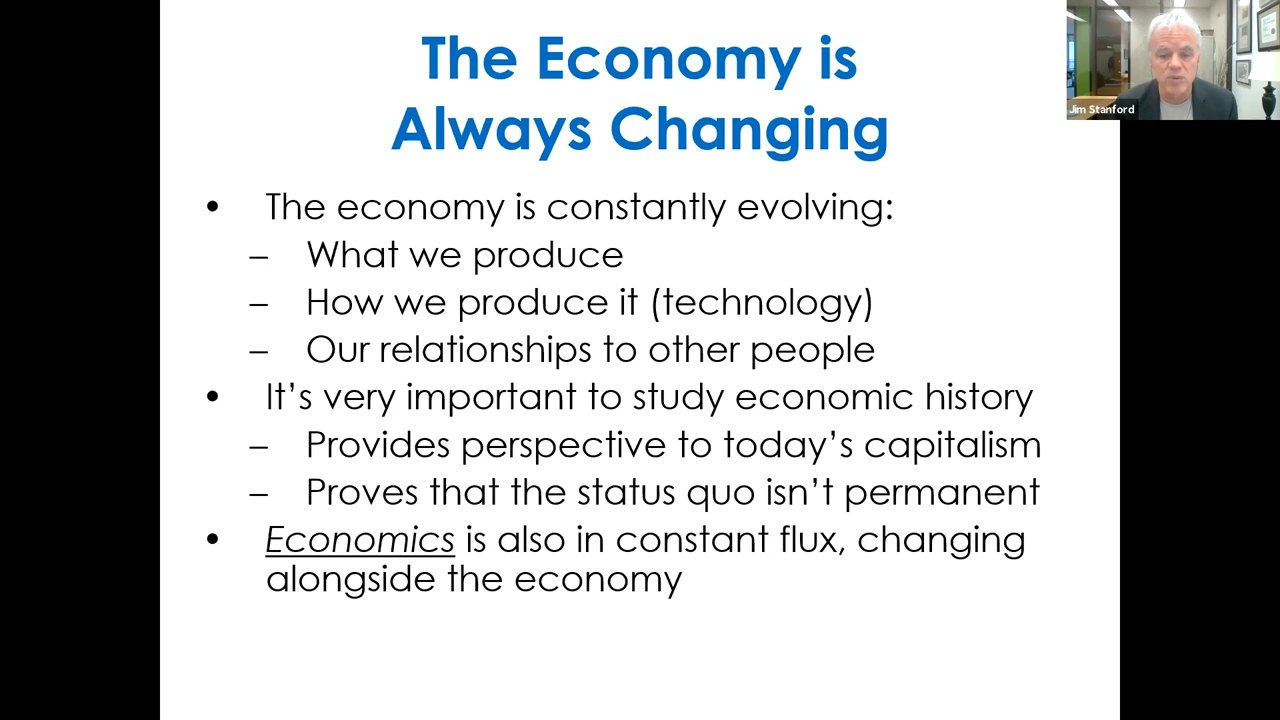 The Economy is
Always Changing
Jim Stanford
• The economy is constantly evolving:
– What we produce
– How we produce it (technology)
– Our relationships to other people
• It’s very important to study economic history
– Provides perspective to today’s capitalism
– Proves that the status quo isn’t permanent
• Economics is also in constant flux, changing
alongside the economy